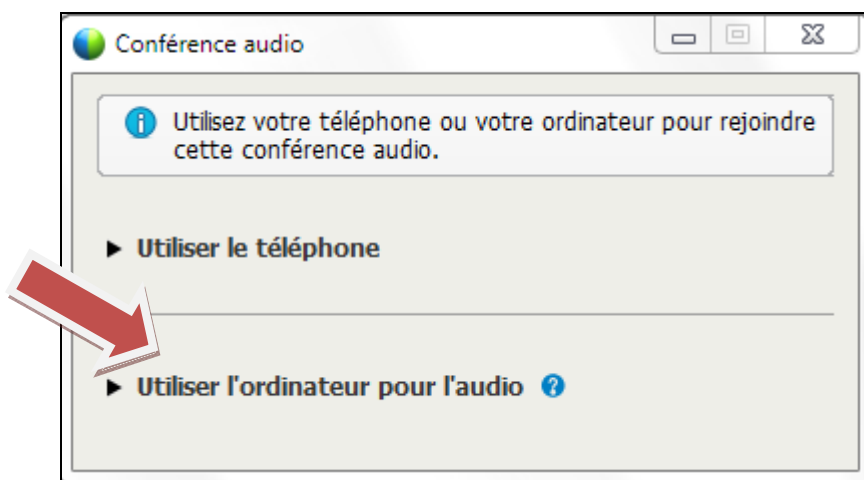 Conférence audio
Utilisez votre téléphone ou votre ordinateur pour rejoindre
cette conférence audio.
Utiliser le téléphone
Utiliser l'ordinateur pour l'audio